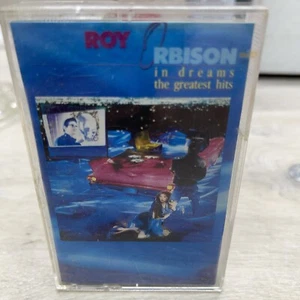 ROY ORBISON
in dreams
the greatest hits